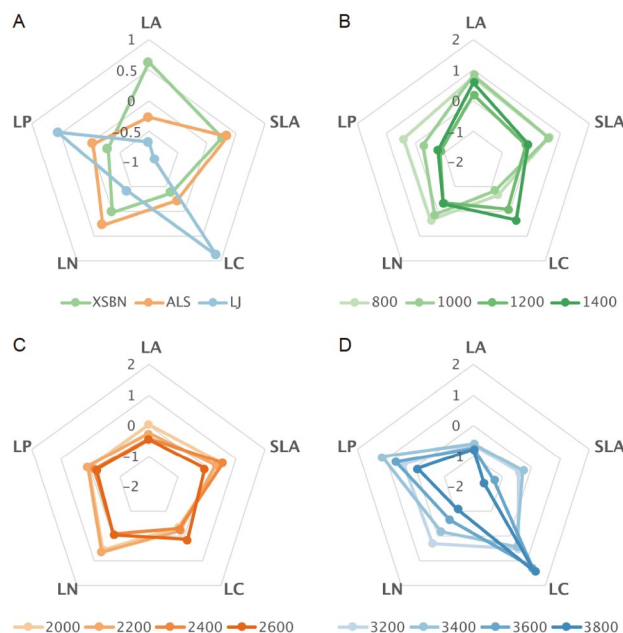 A
LA
1
0.5
0
-0.5
-1
LP
SLA
LN
LC
XSBN ALS LJ
B
LA
2
1
0
-1
-2
LP
SLA
LN
LC
800 1000 1200 1400
C
LA
2
1
0
-1
-2
LP
SLA
LN
LC
2000 2200 2400 2600
D
LA
2
1
0
-1
-2
LP
SLA
LN
LC
3200 3400 3600 3800